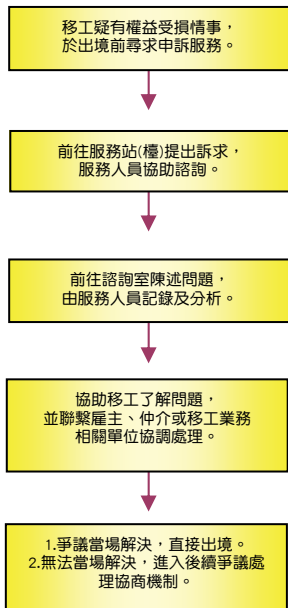 移工疑有權益受損情事，
於出境前尋求申訴服務。
前往服務站(檯)提出訴求，
服務人員協助諮詢。
前往諮詢室陳述問題，
由服務人員記錄及分析。
協助移工了解問題，
並聯繫雇主、仲介或移工業務
相關單位協調處理。
1.爭議當場解決，直接出境。
2.無法當場解決，進入後續爭議處
理協商機制。